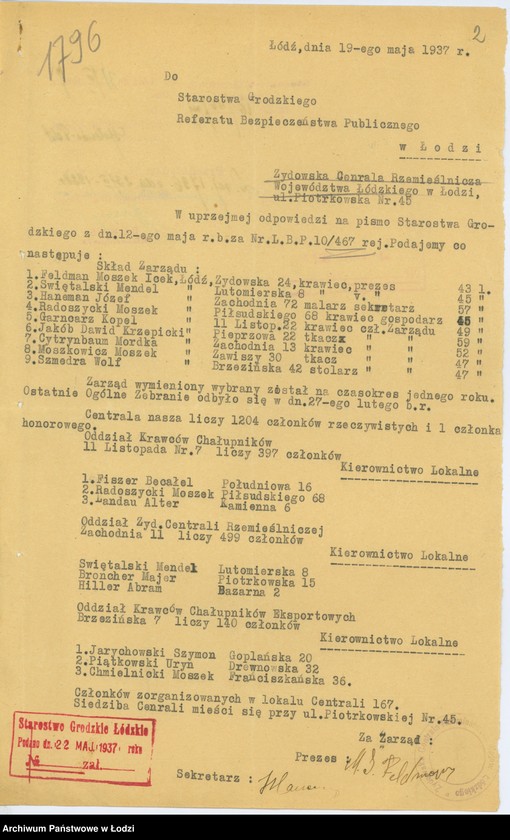 1796
2
Łódź,dnia 19-ego maja 1937 r.
Do
Starostwa Grodzkiego
Referatu Bezpieczeństwa Publicznego
w Łodzi
Żydowska Cenrala Rzemieślnicza
Województwa Łódzkiego w Łodzi,
ul.Piotrkowska Nr.45
W uprzejmej odpowiedzi na pismo Starostwa Gro-
dzkiego z dn.12-ego maja r.b.za Nr.L.B.P.10/467 rej.Podajemy co
następuje :
Skład Zarządu :
1.Feldman Moszek Icek,Łódź,Żydowska 24,krawiec,prezes 43 l.
2.Świętalski Mendel " Lutomierska 8 " v. " 45 "
3.Haneman Józef " Zachodnia 72 malarz sekretarz 57 "
4.Radoszycki Moszek " Piłsudskiego 68 krawiec gospodarz 45 "
5.Garncarz Kopel " 11 Listop.22 krawiec czł.Zarządu 49 "
6.Jakób Dawid Krzepicki " Pieprzowa 22 tkacz " " 59 "
7.Cytrynbaum Mordka " Zachodnia 13 krawiec " " 52 "
8.Moszkowicz Moszek " Zawiszy 30 tkacz " " 47 "
9.Szmedra Wolf " Brzezińska 42 stolarz " " 47 "
Zarząd wymieniony wybrany został na czasokres jednego roku.
Ostatnie Ogólne Zebranie odbyło się w dn.27-ego lutego b.r.
Centrala nasza liczy 1204 członków rzeczywistych i 1 członka
honorowego.
Oddział Krawców Chałupników
11 Listopada Nr.7 liczy 397 członków
Kierownictwo Lokalne
1.Fiszer Becałel Południowa 16
2.Radoszycki Moszek Piłsudskiego 68
3.Landau Alter Kamienna 6
Oddział Żyd.Centrali Rzemieślniczej
Zachodnia 11 liczy 499 członków
Kierownictwo Lokalne
Świętalski Mendel Lutomierska 8
Broncher Majer Piotrkowska 15
Hiller Abram Bazarna 2
Oddział Krawców Chałupników Eksportowych
Brzezińska 7 liczy 140 członków
Kierownictwo Lokalne
1.Jarychowski Szymon Goplańska 20
2.Piątkowski Uryn Drewnowska 32
3.Chmielnicki Moszek Franciszkańska 36.
Członków zorganizowanych w lokalu Centrali 167.
Siedziba Cenrali mieści się przy ul.Piotrkowskiej Nr.45.
Za Zarząd :
Prezes : M. I. Feldman
Sekretarz :
Starostwo Grodzkie Łódzkie
Podano dn. 22 MAJ 1937 roku
№ zał.
Archiwum Państwowe w Łodzi